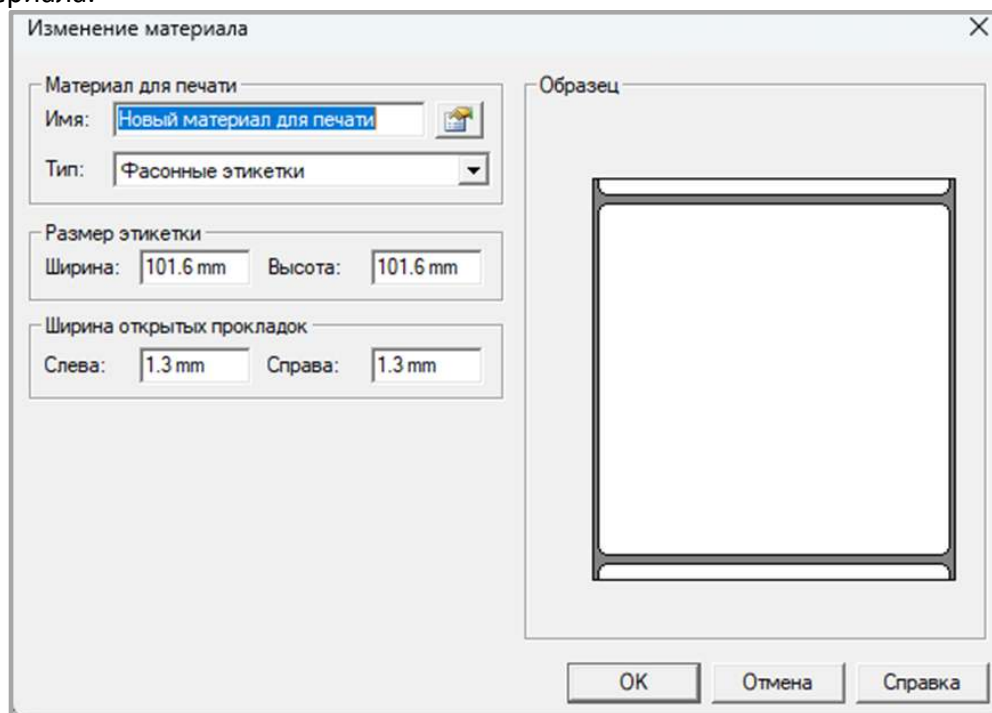 Изменение материала
Материал для печати
Имя: Новый материал для печати
Тип: Фасонные этикетки
Размер этикетки
Ширина: 101.6 mm Высота: 101.6 mm
Ширина открытых прокладок
Слева: 1.3 mm Справа: 1.3 mm
Образец
OK Отмена Справка